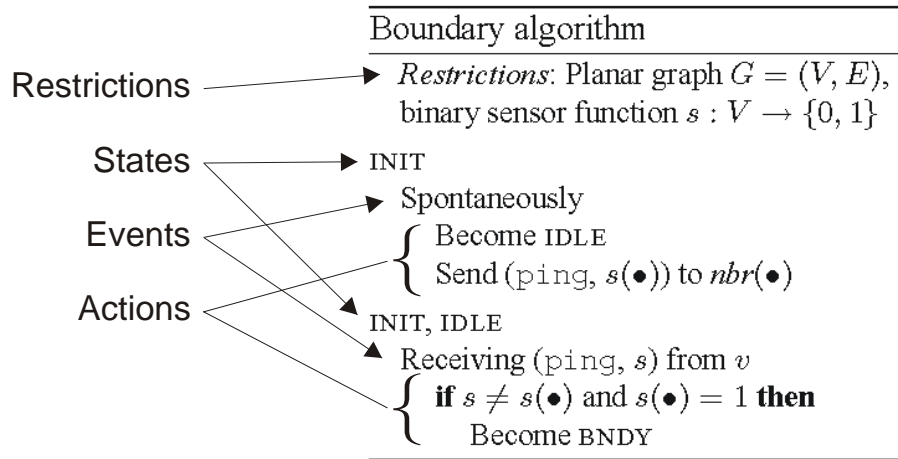 Boundary algorithm
Restrictions
Restrictions: Planar graph G = (V, E),
binary sensor function s : V → {0, 1}
States
INIT
Spontaneously
Events
Become IDLE
Send (ping, s(•)) to nbr(•)
Actions
INIT, IDLE
Receiving (ping, s) from v
if s ≠ s(•) and s(•) = 1 then
Become BNDY